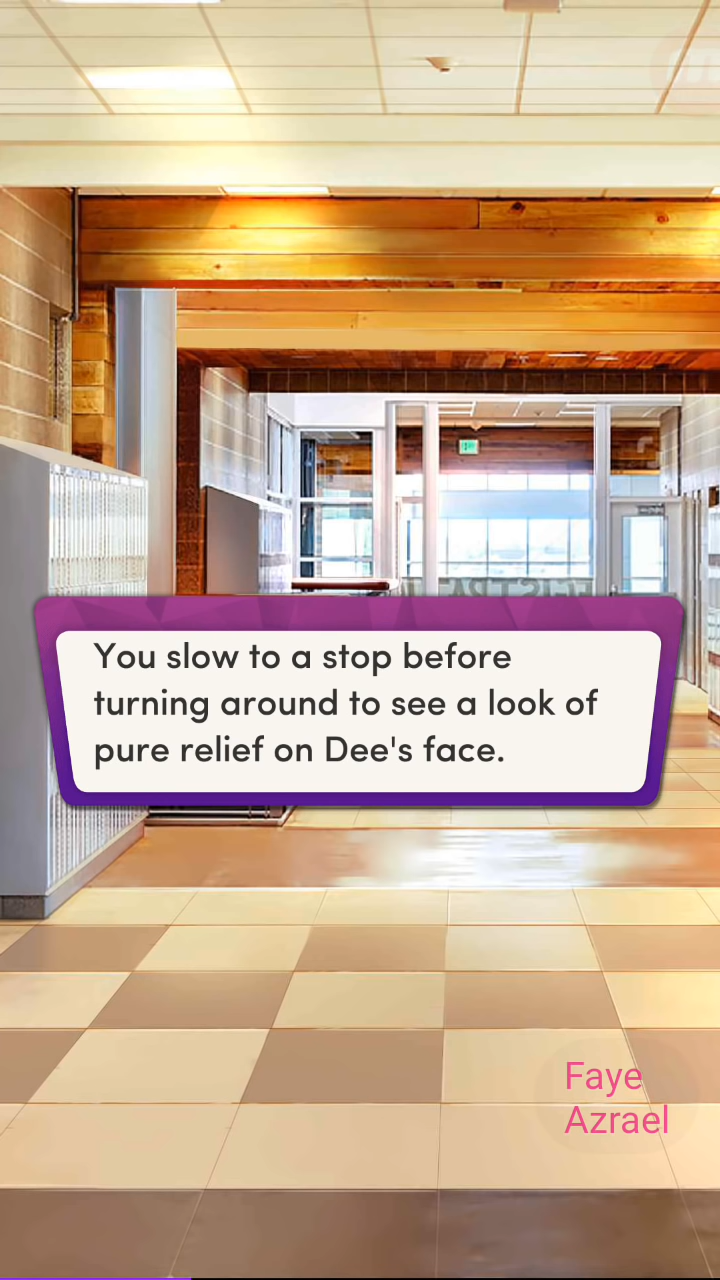 You slow to a stop before
turning around to see a look of
pure relief on Dee's face.
Faye
Azrael